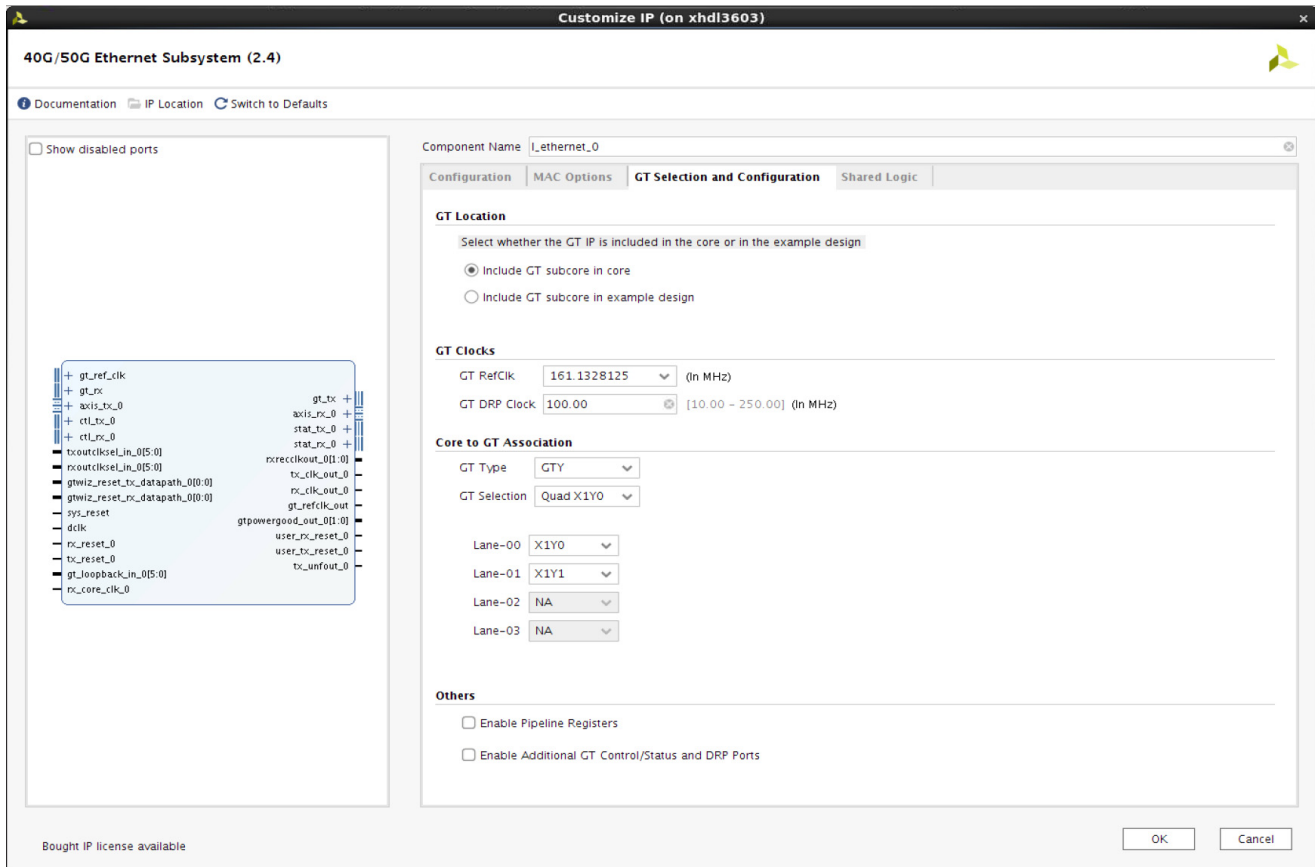 Customize IP (on xhdl3603)
40G/50G Ethernet Subsystem (2.4)
Documentation IP Location Switch to Defaults
Show disabled ports
gt_ref_clk
gt_rx
axis_tx_0
ctl_tx_0
ctl_rx_0
txoutclksel_in_0[5:0]
rxoutclksel_in_0[5:0]
gtwiz_reset_tx_datapath_0[0:0]
gtwiz_reset_rx_datapath_0[0:0]
sys_reset
dclk
rx_reset_0
tx_reset_0
gt_loopback_in_0[5:0]
rx_core_clk_0
gt_tx
axis_rx_0
stat_tx_0
stat_rx_0
rxrecclkout_0[1:0]
tx_clk_out_0
rx_clk_out_0
gt_refclk_out
gtpowergood_out_0[1:0]
user_rx_reset_0
user_tx_reset_0
tx_unfout_0
Component Name l_ethernet_0
Configuration MAC Options GT Selection and Configuration Shared Logic
GT Location
Select whether the GT IP is included in the core or in the example design
Include GT subcore in core
Include GT subcore in example design
GT Clocks
GT RefClk 161.1328125 (In MHz)
GT DRP Clock 100.00 [10.00 - 250.00] (In MHz)
Core to GT Association
GT Type GTY
GT Selection Quad X1Y0
Lane-00 X1Y0
Lane-01 X1Y1
Lane-02 NA
Lane-03 NA
Others
Enable Pipeline Registers
Enable Additional GT Control/Status and DRP Ports
Bought IP license available
OK Cancel